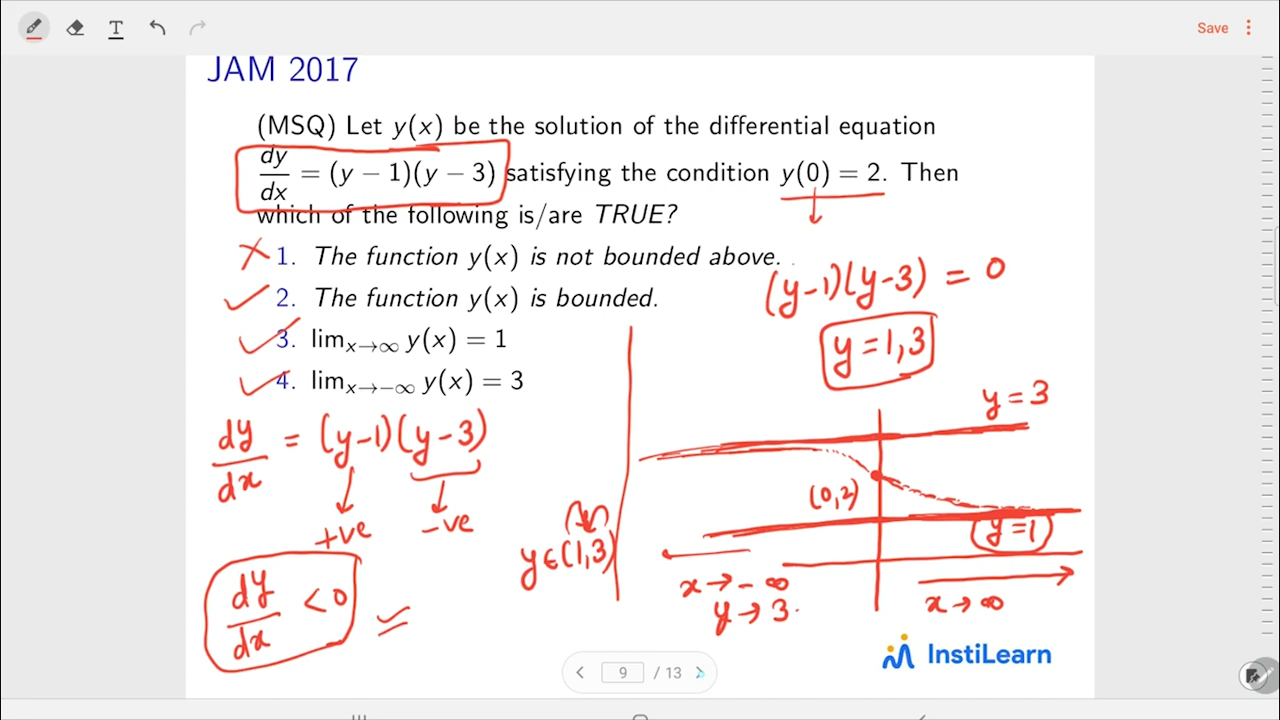 Save
JAM 2017
(MSQ) Let y(x) be the solution of the differential equation
dy/dx = (y − 1)(y − 3) satisfying the condition y(0) = 2. Then
which of the following is/are TRUE?
1. The function y(x) is not bounded above.
2. The function y(x) is bounded.
3. lim x→∞ y(x) = 1
4. lim x→−∞ y(x) = 3
(y-1)(y-3) = 0
y = 1, 3
dy/dx = (y-1)(y-3)
+ve -ve
y∈(1,3)
dy/dx < 0
y = 3
(0,2)
y = 1
x → -∞
y → 3
x → ∞
InstiLearn
9 / 13
T